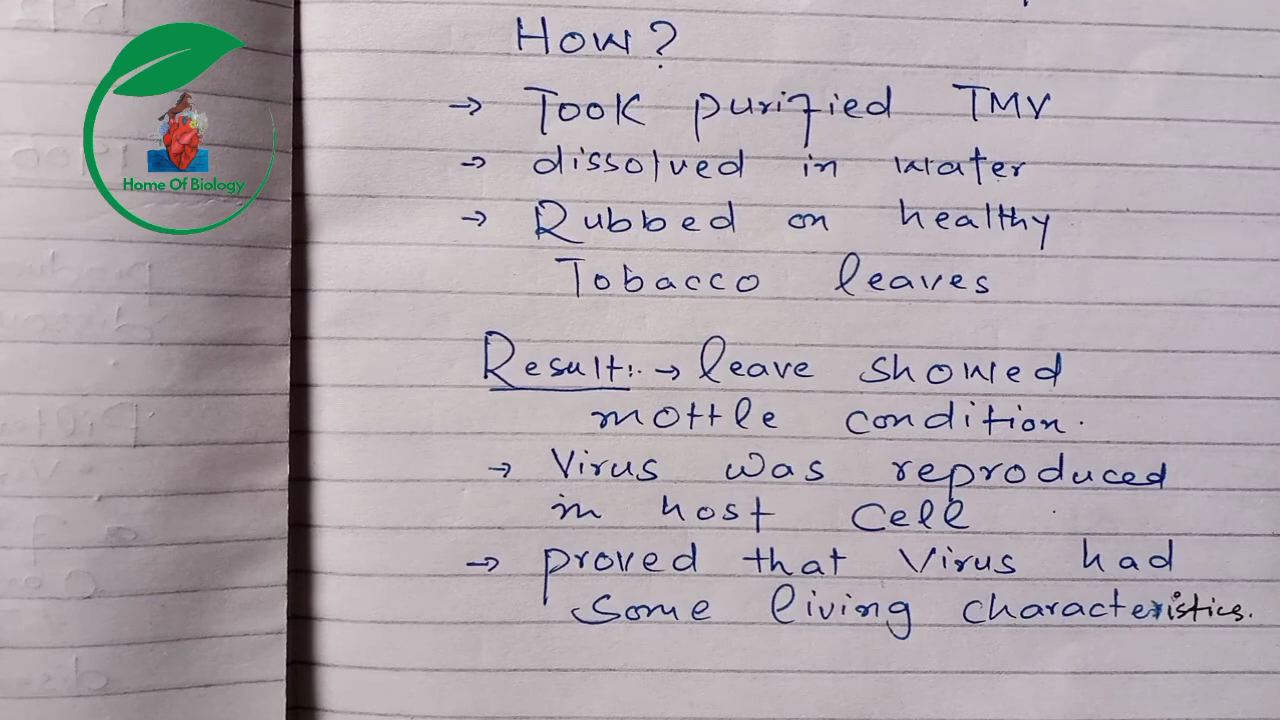 Home Of Biology
How?
→ Took purified TMV
→ dissolved in water
→ Rubbed on healthy
Tobacco leaves
Result:→ leave showed
mottle condition.
→ Virus was reproduced
in host cell
→ proved that Virus had
some living characteristics.